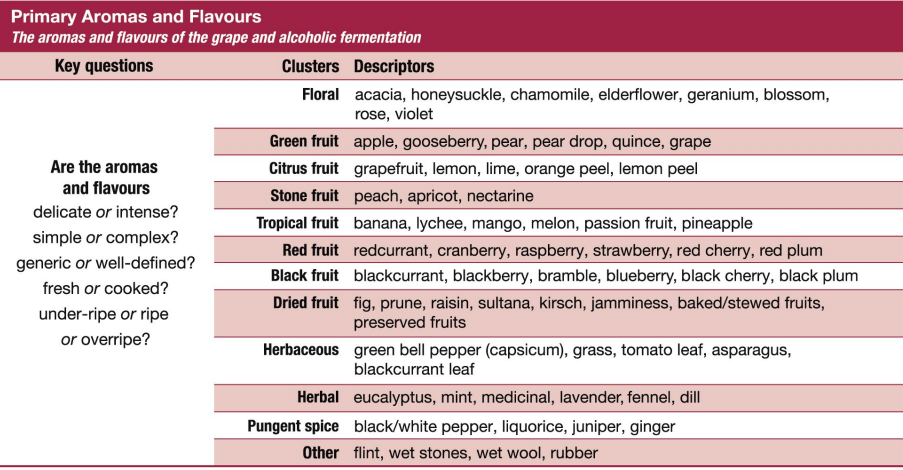 Primary Aromas and Flavours
The aromas and flavours of the grape and alcoholic fermentation
Key questions
Clusters Descriptors
Are the aromas
and flavours
delicate or intense?
simple or complex?
generic or well-defined?
fresh or cooked?
under-ripe or ripe
or overripe?
Floral acacia, honeysuckle, chamomile, elderflower, geranium, blossom,
rose, violet
Green fruit apple, gooseberry, pear, pear drop, quince, grape
Citrus fruit grapefruit, lemon, lime, orange peel, lemon peel
Stone fruit peach, apricot, nectarine
Tropical fruit banana, lychee, mango, melon, passion fruit, pineapple
Red fruit redcurrant, cranberry, raspberry, strawberry, red cherry, red plum
Black fruit blackcurrant, blackberry, bramble, blueberry, black cherry, black plum
Dried fruit fig, prune, raisin, sultana, kirsch, jamminess, baked/stewed fruits,
preserved fruits
Herbaceous green bell pepper (capsicum), grass, tomato leaf, asparagus,
blackcurrant leaf
Herbal eucalyptus, mint, medicinal, lavender, fennel, dill
Pungent spice black/white pepper, liquorice, juniper, ginger
Other flint, wet stones, wet wool, rubber